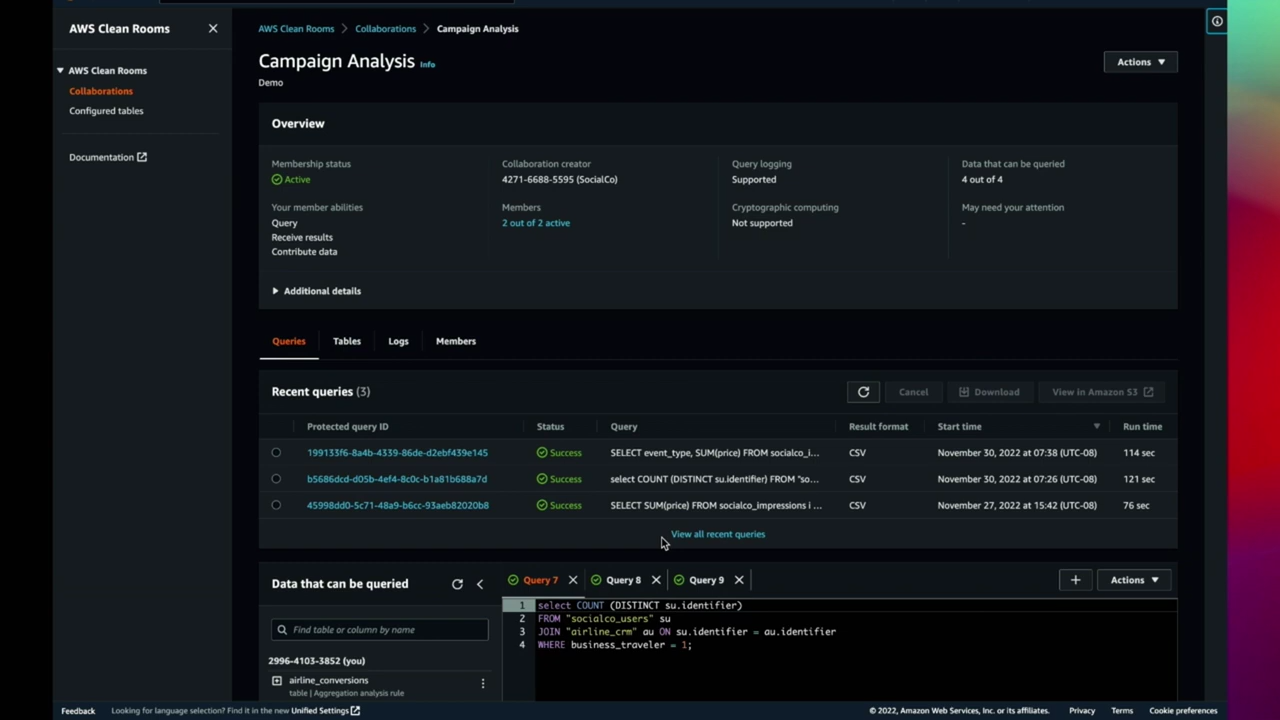 AWS Clean Rooms
AWS Clean Rooms
Collaborations
Configured tables
Documentation
AWS Clean Rooms > Collaborations > Campaign Analysis
Campaign Analysis Info
Demo
Actions
Overview
Membership status
Active
Your member abilities
Query
Receive results
Contribute data
Collaboration creator
4271-6688-5595 (SocialCo)
Members
2 out of 2 active
Query logging
Supported
Cryptographic computing
Not supported
Data that can be queried
4 out of 4
May need your attention
-
Additional details
Queries Tables Logs Members
Recent queries (3)
Cancel Download View in Amazon S3
Protected query ID Status Query Result format Start time Run time
199133f6-8a4b-4339-86de-d2ebf439e145 Success SELECT event_type, SUM(price) FROM socialco_i... CSV November 30, 2022 at 07:38 (UTC-08) 114 sec
b5686dcd-d05b-4ef4-8c0c-b1a81b688a7d Success select COUNT (DISTINCT su.identifier) FROM "so... CSV November 30, 2022 at 07:26 (UTC-08) 121 sec
45998dd0-5c71-48a9-b6cc-93aeb82020b8 Success SELECT SUM(price) FROM socialco_impressions i ... CSV November 27, 2022 at 15:42 (UTC-08) 76 sec
View all recent queries
Data that can be queried
Find table or column by name
2996-4103-3852 (you)
airline_conversions
table | Aggregation analysis rule
Query 7 Query 8 Query 9
Actions
1 select COUNT (DISTINCT su.identifier)
2 FROM "socialco_users" su
3 JOIN "airline_crm" au ON su.identifier = au.identifier
4 WHERE business_traveler = 1;
Feedback Looking for language selection? Find it in the new Unified Settings © 2022, Amazon Web Services, Inc. or its affiliates. Privacy Terms Cookie preferences